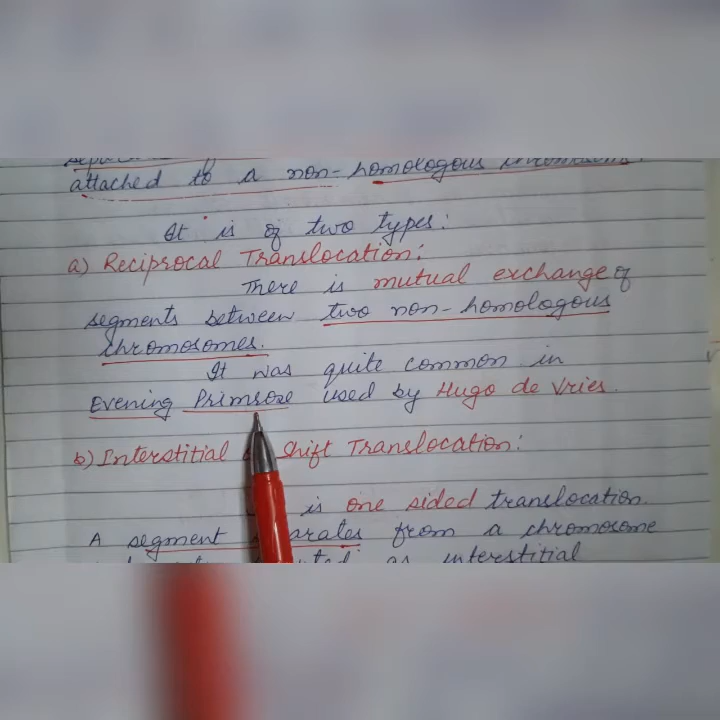 attached to a non-homologous
It is of two types:
a) Reciprocal Translocation:
There is mutual exchange of
segments between two non-homologous
chromosomes.
It was quite common in
Evening Primsoze used by Hugo de Vries.
b) Interstitial Shift Translocation:
is one sided translocation.
A segment from a chromosome
as interstitial